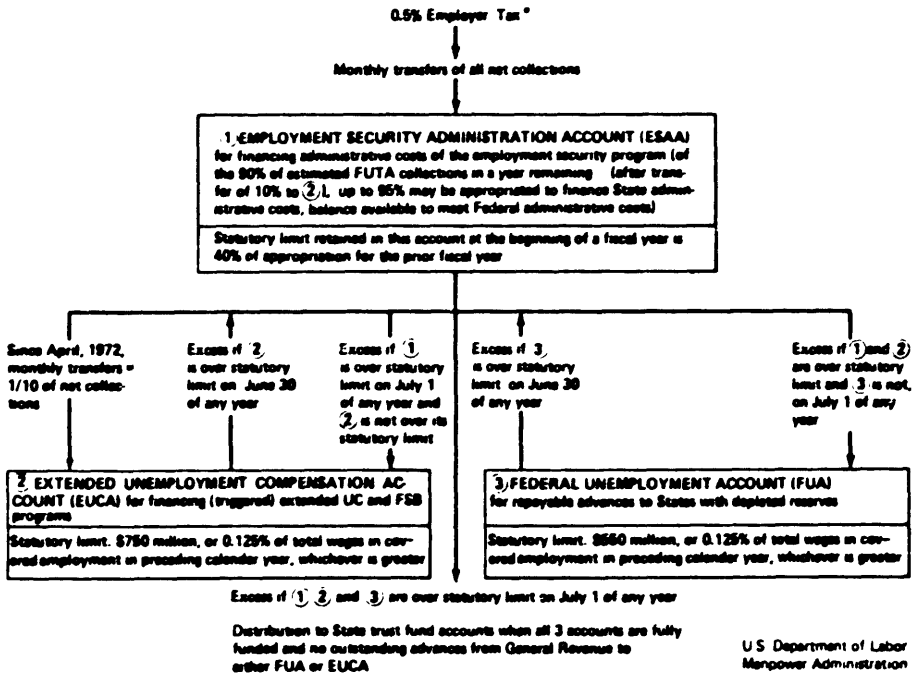 0.5% Employer Tax*
Monthly transfers of all net collections
1) EMPLOYMENT SECURITY ADMINISTRATION ACCOUNT (ESAA)
for financing administrative costs of the employment security program (of
the 90% of estimated FUTA collections in a year remaining (after trans-
fer of 10% to 2), up to 95% may be appropriated to finance State admin-
istrative costs, balance available to meet Federal administrative costs)
Statutory limit retained in this account at the beginning of a fiscal year is
40% of appropriation for the prior fiscal year
Since April, 1972,
monthly transfers =
1/10 of net collec-
tions
Excess if 2
is over statutory
limit on June 30
of any year
Excess if 1
is over statutory
limit on July 1
of any year and
2 is not over its
statutory limit
Excess if 3
is over statutory
limit on June 30
of any year
Excess if 1 and 2
are over statutory
limit and 3 is not,
on July 1 of any
year
2 EXTENDED UNEMPLOYMENT COMPENSATION AC-
COUNT (EUCA) for financing (triggered) extended UC and FSB
programs
Statutory limit. $750 million, or 0.125% of total wages in cov-
ered employment in preceding calender year, whichever is greater
3) FEDERAL UNEMPLOYMENT ACCOUNT (FUA)
for repayable advances to States with depleted reserves
Statutory limit. $550 million, or 0.125% of total wages in cov-
ered employment in preceding calender year, whichever is greater
Excess if 1 2 and 3 are over statutory limit on July 1 of any year
Distribution to State trust fund accounts when all 3 accounts are fully
funded and no outstanding advances from General Revenue to
either FUA or EUCA
U S Department of Labor
Manpower Administration